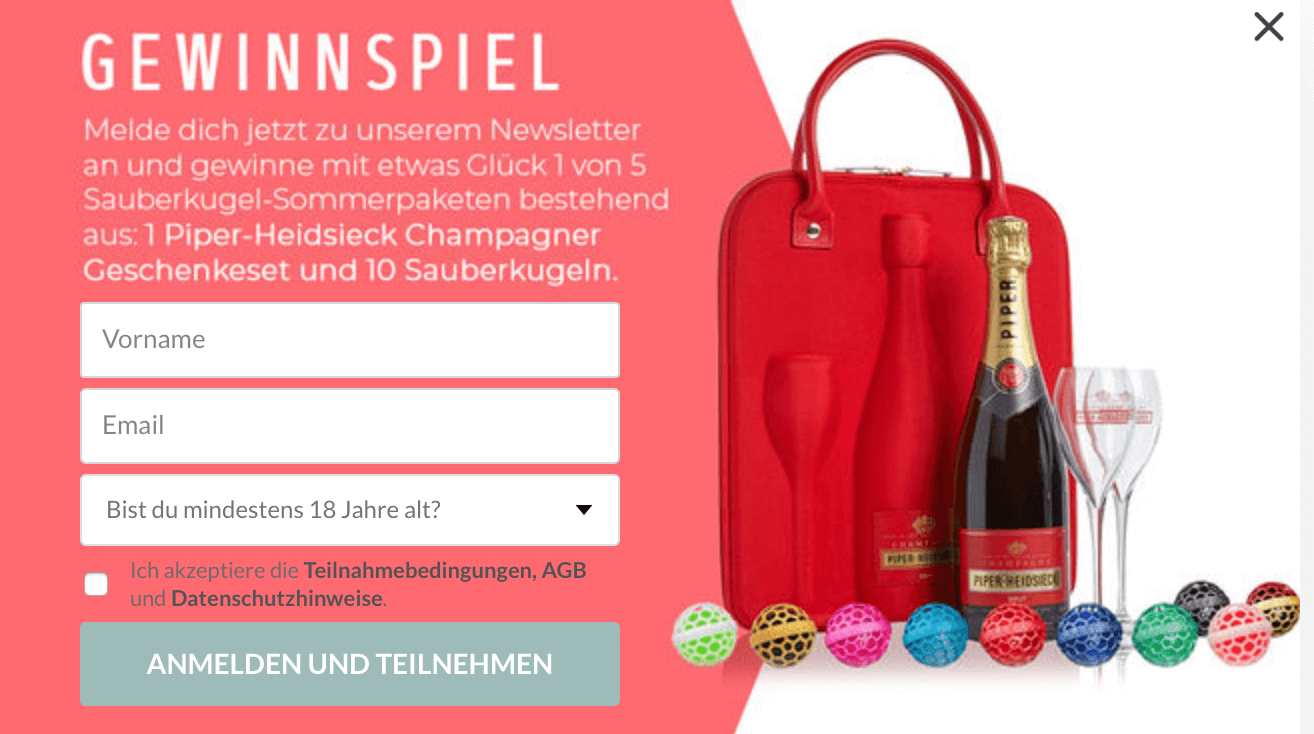 GEWINNSPIEL
Melde dich jetzt zu unserem Newsletter
an und gewinne mit etwas Glück 1 von 5
Sauberkugel-Sommerpaketen bestehend
aus: 1 Piper-Heidsieck Champagner
Geschenkeset und 10 Sauberkugeln.
Vorname
Email
Bist du mindestens 18 Jahre alt?
Ich akzeptiere die Teilnahmebedingungen, AGB
und Datenschutzhinweise.
ANMELDEN UND TEILNEHMEN
PIPER
PIPER-HEIDSIECK
BRUT